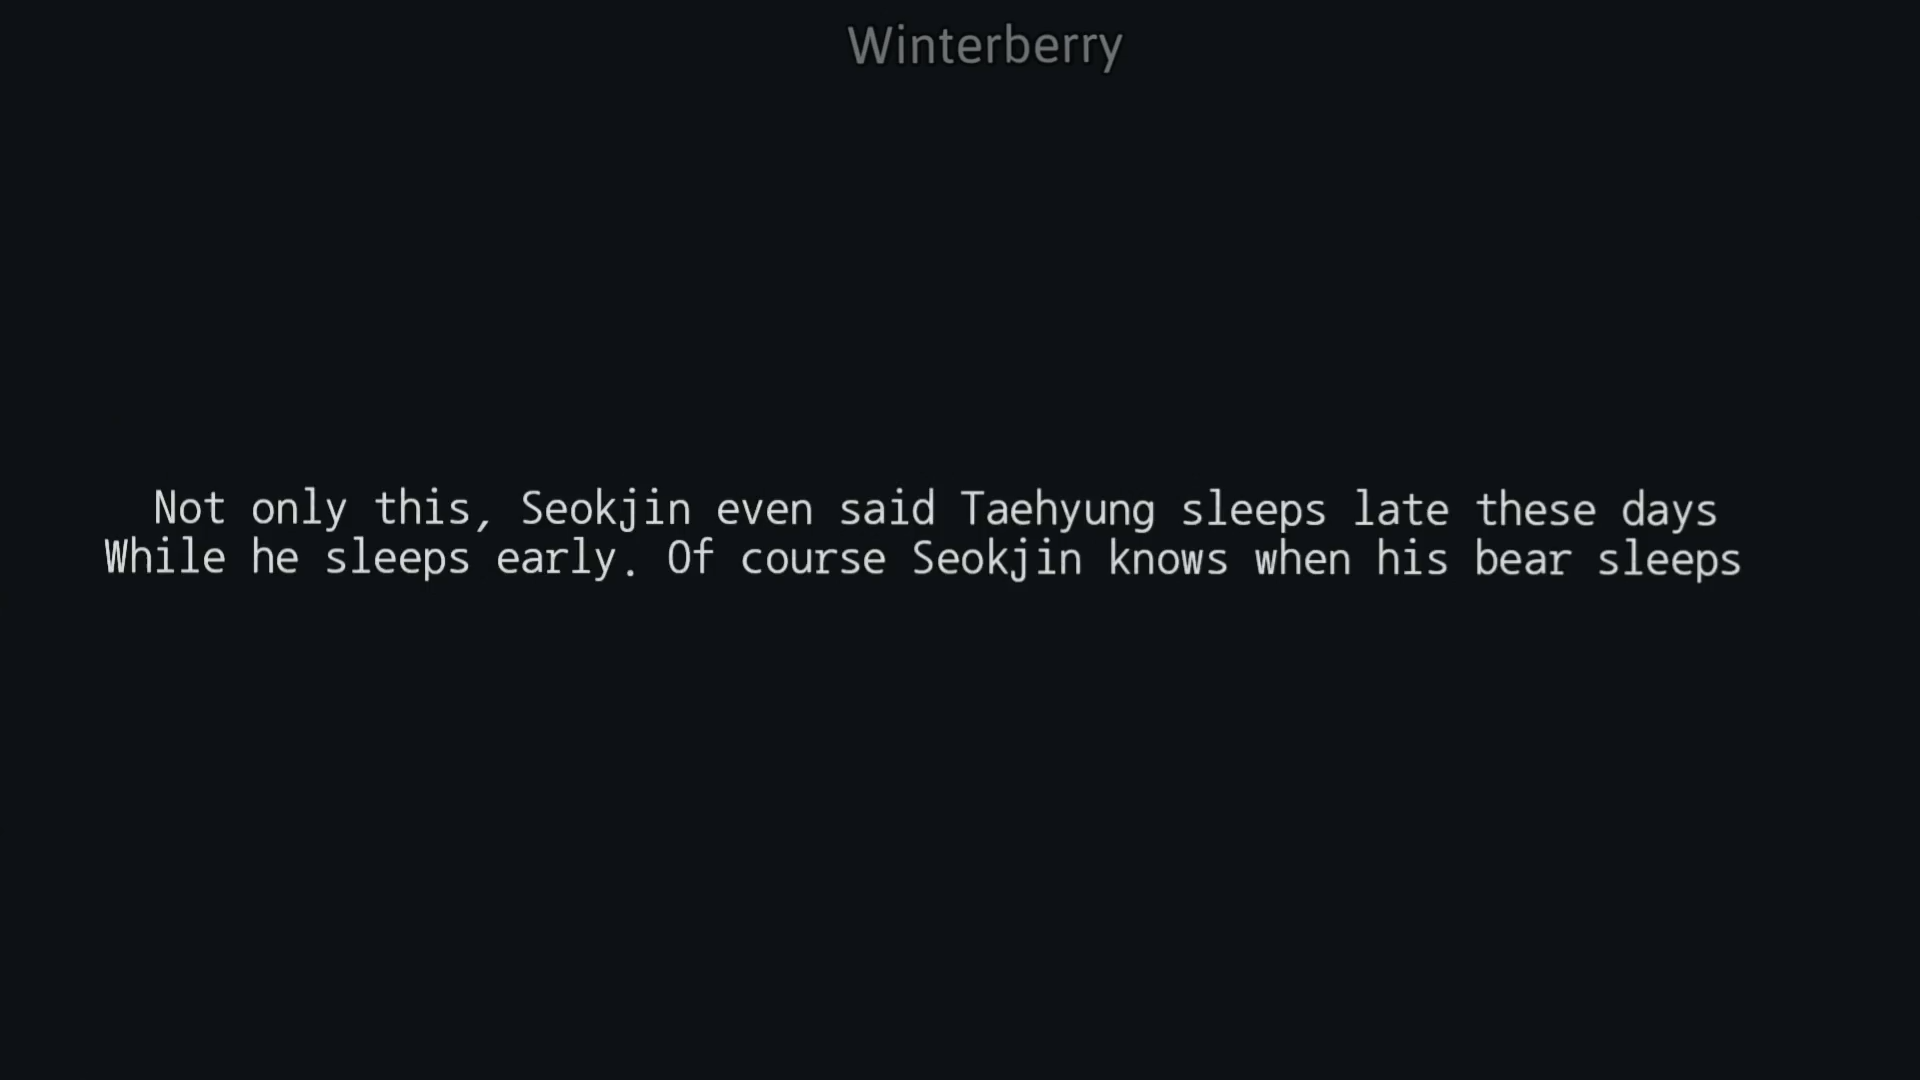 Winterberry
Not only this, Seokjin even said Taehyung sleeps late these days
While he sleeps early. Of course Seokjin knows when his bear sleeps